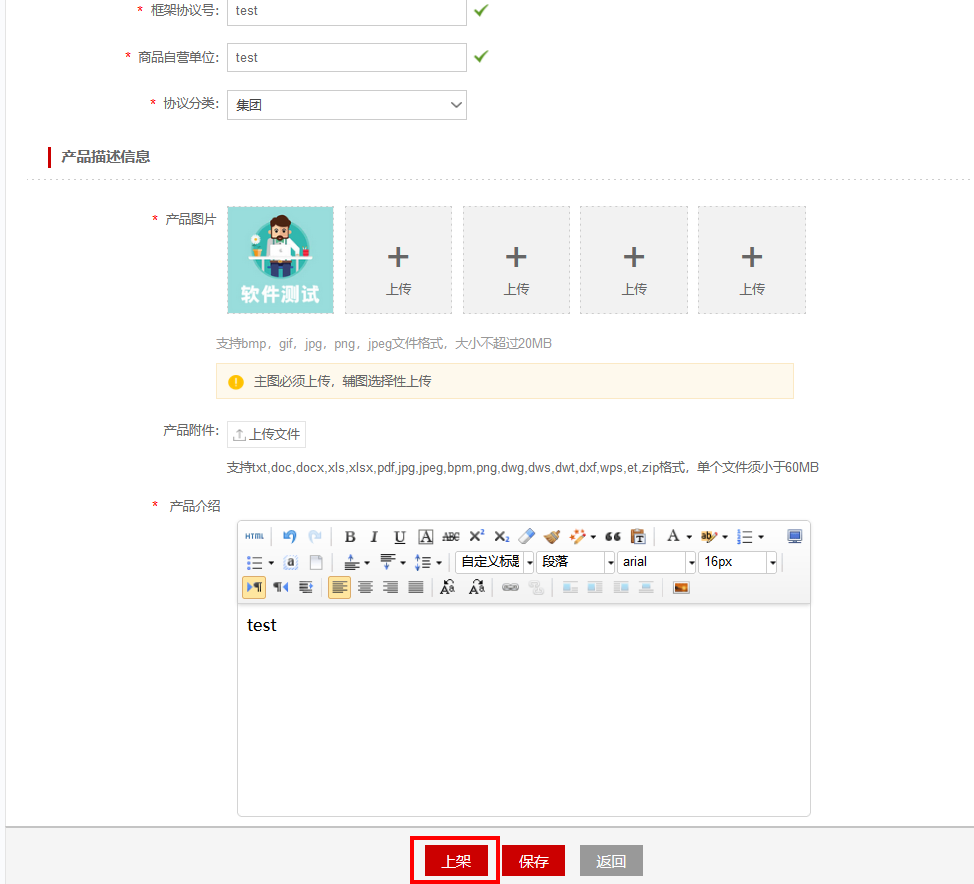 * 框架协议号: test
* 商品自营单位: test
* 协议分类: 集团
产品描述信息
* 产品图片
软件测试
上传 上传 上传 上传
支持bmp，gif，jpg，png，jpeg文件格式，大小不超过20MB
主图必须上传，辅图选择性上传
产品附件: 上传文件
支持txt,doc,docx,xls,xlsx,pdf,jpg,jpeg,bpm,png,dwg,dws,dwt,dxf,wps,et,zip格式，单个文件须小于60MB
* 产品介绍
HTML B I U A ABC X² X₂ T A ab
a 自定义标题 段落 arial 16px
Aa Aa
test
上架 保存 返回